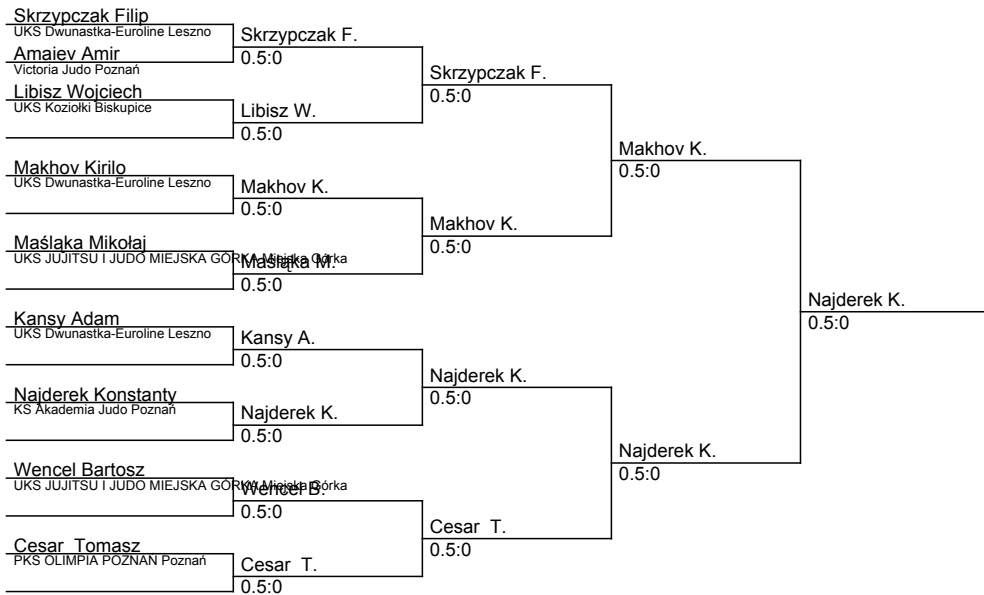 Skrzypczak Filip
UKS Dwunastka-Euroline Leszno
Skrzypczak F.
0.5:0
Amaiev Amir
Victoria Judo Poznań
Skrzypczak F.
0.5:0
Libisz Wojciech
UKS Koziołki Biskupice
Libisz W.
0.5:0
Makhov K.
0.5:0
Makhov Kirilo
UKS Dwunastka-Euroline Leszno
Makhov K.
0.5:0
Makhov K.
0.5:0
Maśląka Mikołaj
UKS JUJITSU I JUDO MIEJSKA GÓRKA Miejska Górka
Maśląka M.
0.5:0
Najderek K.
0.5:0
Kansy Adam
UKS Dwunastka-Euroline Leszno
Kansy A.
0.5:0
Najderek K.
0.5:0
Najderek Konstanty
KS Akademia Judo Poznań
Najderek K.
0.5:0
Najderek K.
0.5:0
Wencel Bartosz
UKS JUJITSU I JUDO MIEJSKA GÓRKA Miejska Górka
Wencel B.
0.5:0
Cesar  T.
0.5:0
Cesar  Tomasz
PKS OLIMPIA POZNAŃ Poznań
Cesar  T.
0.5:0